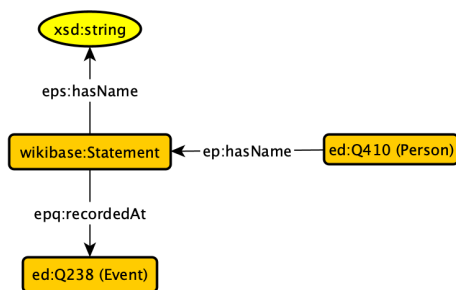 xsd:string
eps:hasName
wikibase:Statement
ep:hasName
ed:Q410 (Person)
epq:recordedAt
ed:Q238 (Event)